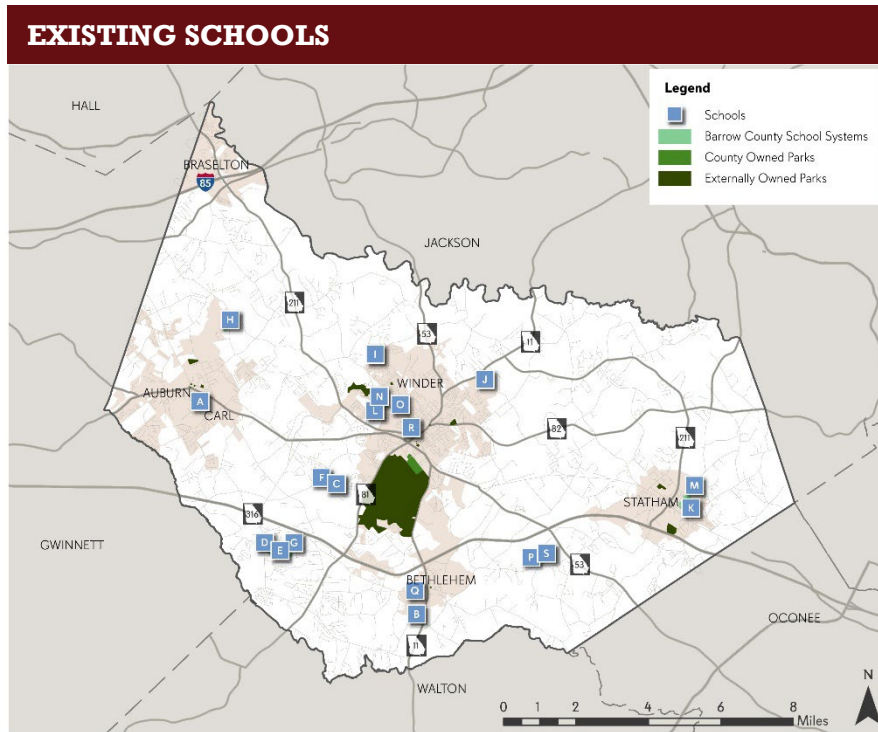 EXISTING SCHOOLS
HALL
Legend
Schools
Barrow County School Systems
County Owned Parks
Externally Owned Parks
BRASELTON
85
JACKSON
211
H
53
11
I
J
WINDER
AUBURN
N
A
O
L
CARL
R
82
211
F
C
M
81
STATHAM
K
316
GWINNETT
D
G
E
P
S
53
BETHLEHEM
Q
B
OCONEE
11
WALTON
N
0 1 2 4 6 8
Miles